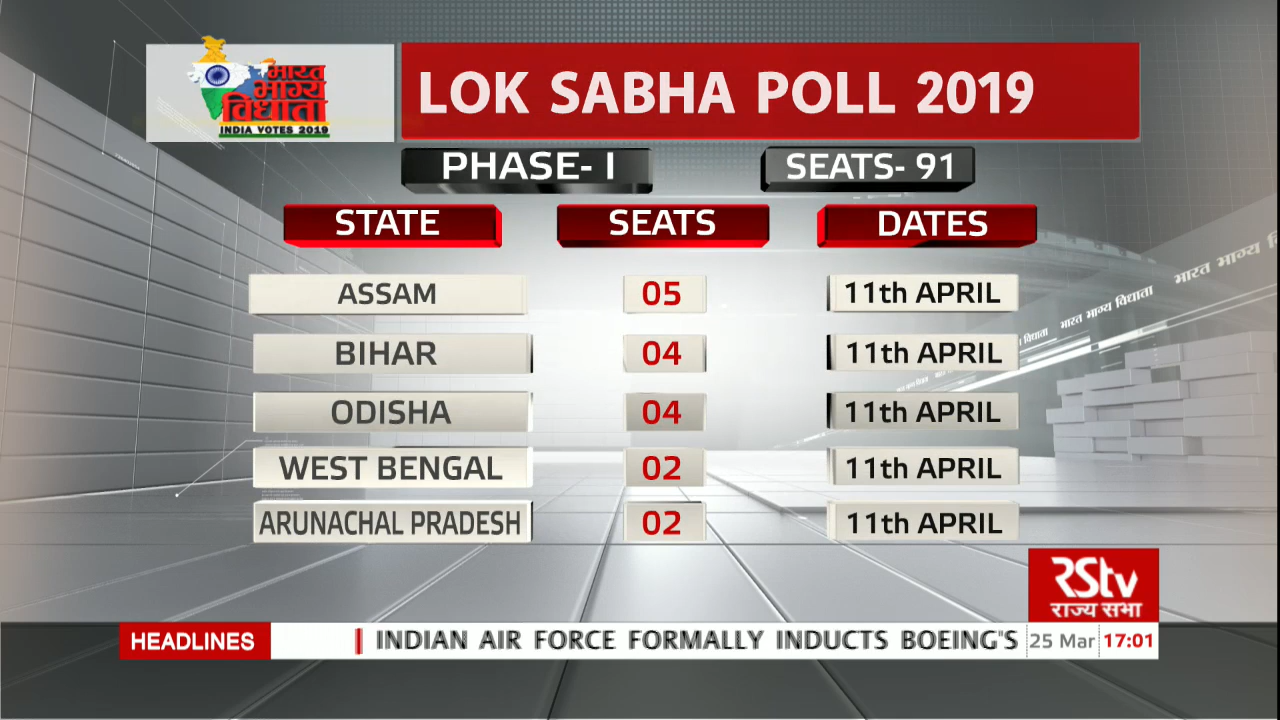 भारत
भाग्य
विधाता
INDIA VOTES 2019
LOK SABHA POLL 2019
PHASE- I
SEATS- 91
STATE SEATS DATES
ASSAM 05 11th APRIL
BIHAR 04 11th APRIL
ODISHA 04 11th APRIL
WEST BENGAL 02 11th APRIL
ARUNACHAL PRADESH 02 11th APRIL
भारत भाग्य वि
विधाता भारत भाग्य विधाता
RStv
राज्य सभा
HEADLINES INDIAN AIR FORCE FORMALLY INDUCTS BOEING'S 25 Mar 17:01